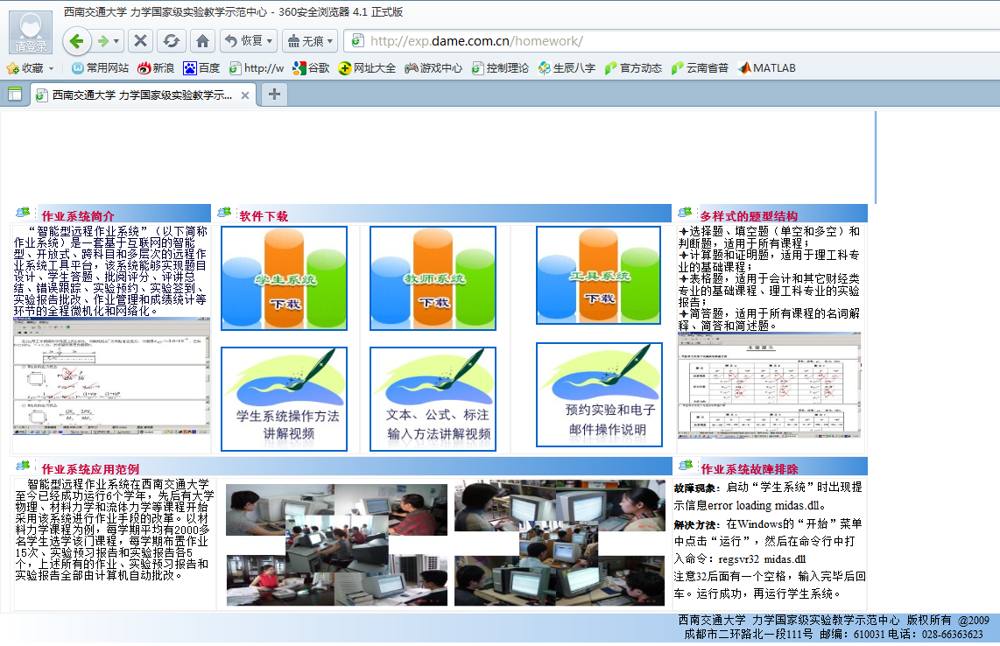 西南交通大学 力学国家级实验教学示范中心 - 360安全浏览器 4.1 正式版
请登录
恢复
无痕
http://exp.dame.com.cn/homework/
收藏
常用网站
新浪
百度
http://w
谷歌
网址大全
游戏中心
控制理论
生辰八字
官方动态
云南省普
MATLAB
西南交通大学 力学国家级实验教学示...
作业系统简介
“智能型远程作业系统”（以下简称
作业系统）是一套基于互联网的智能
型、开放式、跨科目和多层次的远程作
业系统工具平台，该系统能够实现题目
设计、学生答题、批阅评分、评讲总
结、错误跟踪、实验预约、实验签到、
实验报告批改、作业管理和成绩统计等
环节的全程微机化和网络化。
软件下载
学生系统
下载
教师系统
下载
工具系统
下载
学生系统操作方法
讲解视频
文本、公式、标注
输入方法讲解视频
预约实验和电子
邮件操作说明
多样式的题型结构
选择题、填空题（单空和多空）和
判断题，适用于所有课程；
计算题和证明题，适用于理工科专
业的基础课程；
表格题，适用于会计和其它财经类
专业的基础课程、理工科专业的实验
报告；
简答题，适用于所有课程的名词解
释、简答和简述题。
实验报告
作业系统应用范例
智能型远程作业系统在西南交通大学
至今已经成功运行6个学年，先后有大学
物理、材料力学和流体力学等课程开始
采用该系统进行作业手段的改革。以材
料力学课程为例，每学期平均有2000多
名学生选学该门课程，每学期布置作业
15次、实验预习报告和实验报告各5
个，上述所有的作业、实验预习报告和
实验报告全部由计算机自动批改。
作业系统故障排除
故障现象：启动“学生系统”时出现提
示信息error loading midas.dll。
解决方法：在Windows的“开始”菜单
中点击“运行”，然后在命令行中打
入命令：regsvr32 midas.dll
注意32后面有一个空格，输入完毕后回
车。运行成功，再运行学生系统。
西南交通大学 力学国家级实验教学示范中心 版权所有 @2009
成都市二环路北一段111号 邮编：610031 电话：028-66363623